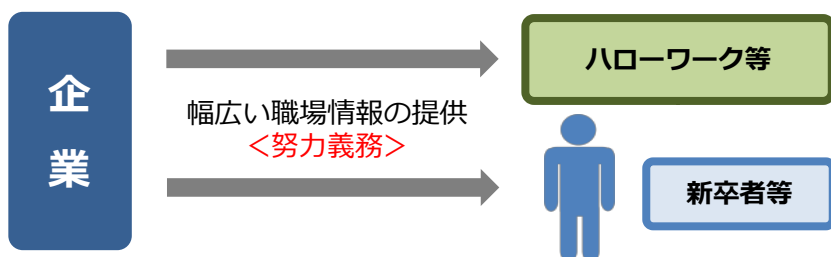 企業
ハローワーク等
幅広い職場情報の提供
＜努力義務＞
新卒者等